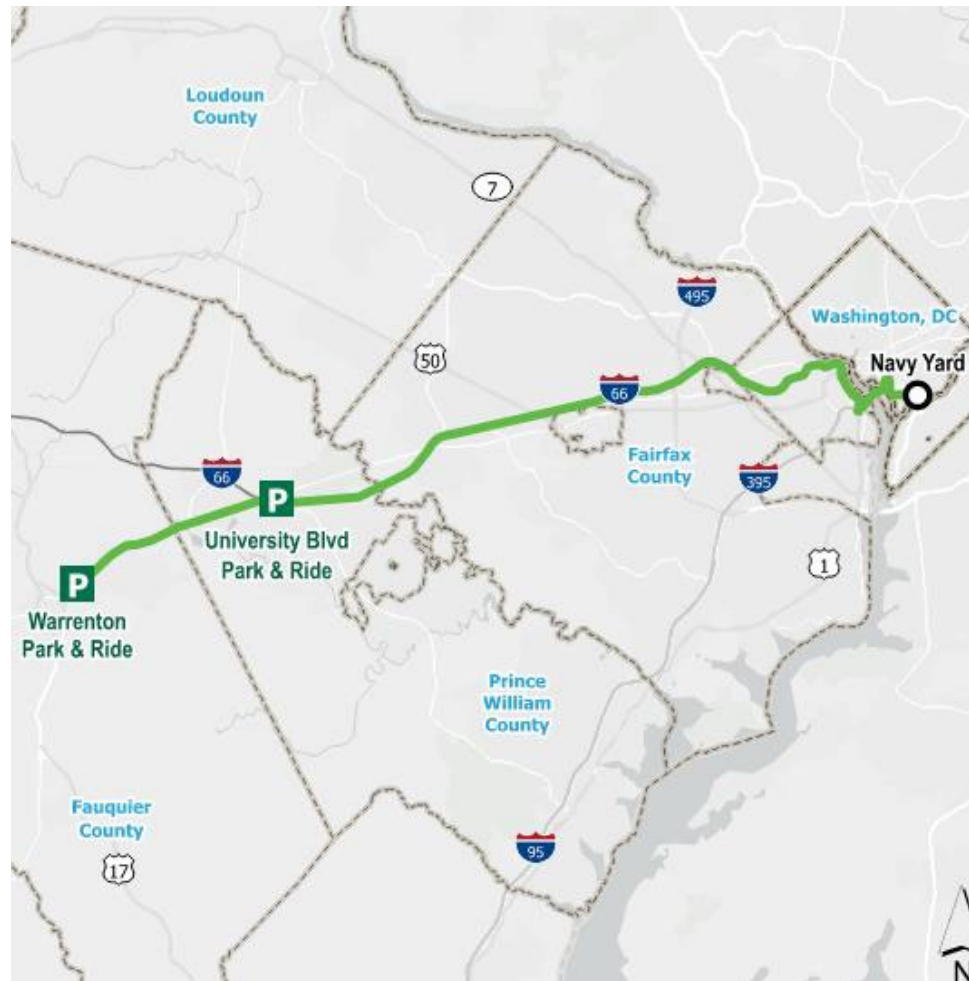 Loudoun
County
7
495
Washington, DC
50
Navy Yard
66
Fairfax
County
66
395
P
University Blvd
Park & Ride
1
P
Warrenton
Park & Ride
Prince
William
County
Fauquier
County
17
95
N